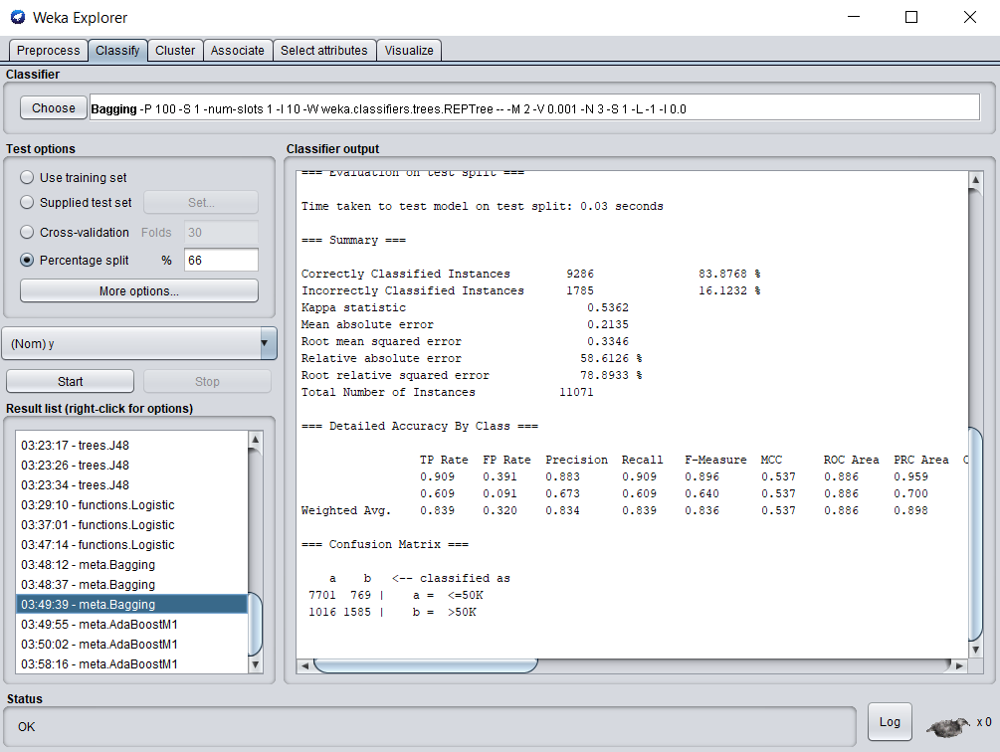 Weka Explorer
Preprocess Classify Cluster Associate Select attributes Visualize
Classifier
Choose Bagging -P 100 -S 1 -num-slots 1 -I 10 -W weka.classifiers.trees.REPTree -- -M 2 -V 0.001 -N 3 -S 1 -L -1 -I 0.0
Test options
Use training set
Supplied test set Set...
Cross-validation Folds 30
Percentage split % 66
More options...
(Nom) y
Start Stop
Result list (right-click for options)
03:23:17 - trees.J48
03:23:26 - trees.J48
03:23:34 - trees.J48
03:29:10 - functions.Logistic
03:37:01 - functions.Logistic
03:47:14 - functions.Logistic
03:48:12 - meta.Bagging
03:48:37 - meta.Bagging
03:49:39 - meta.Bagging
03:49:55 - meta.AdaBoostM1
03:50:02 - meta.AdaBoostM1
03:58:16 - meta.AdaBoostM1
Classifier output
=== Evaluation on test split ===
Time taken to test model on test split: 0.03 seconds
=== Summary ===
Correctly Classified Instances 9286 83.8768 %
Incorrectly Classified Instances 1785 16.1232 %
Kappa statistic 0.5362
Mean absolute error 0.2135
Root mean squared error 0.3346
Relative absolute error 58.6126 %
Root relative squared error 78.8933 %
Total Number of Instances 11071
=== Detailed Accuracy By Class ===
TP Rate FP Rate Precision Recall F-Measure MCC ROC Area PRC Area C
0.909 0.391 0.883 0.909 0.896 0.537 0.886 0.959
0.609 0.091 0.673 0.609 0.640 0.537 0.886 0.700
Weighted Avg. 0.839 0.320 0.834 0.839 0.836 0.537 0.886 0.898
=== Confusion Matrix ===
a b <-- classified as
7701 769 | a = <=50K
1016 1585 | b = >50K
Status
OK
Log x 0